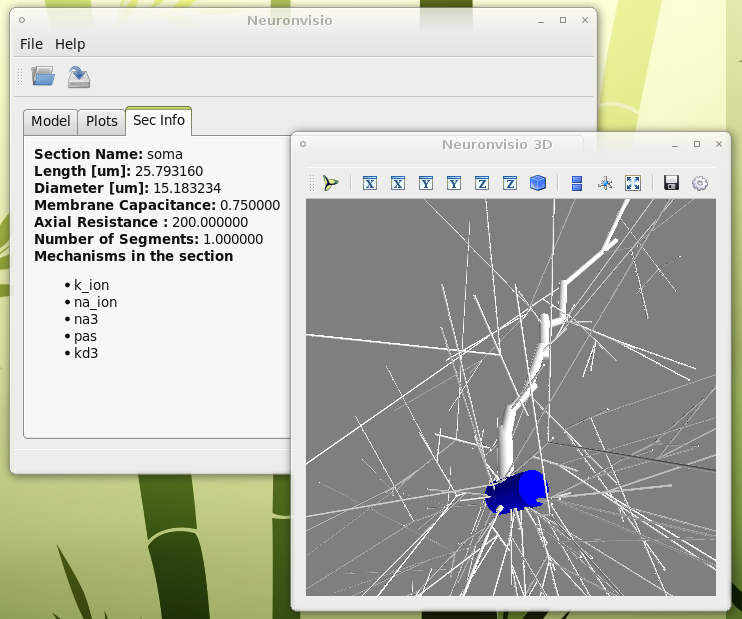 Neuronvisio
File Help
Model Plots Sec Info
Section Name: soma
Length [um]: 25.793160
Diameter [um]: 15.183234
Membrane Capacitance: 0.750000
Axial Resistance : 200.000000
Number of Segments: 1.000000
Mechanisms in the section
• k_ion
• na_ion
• na3
• pas
• kd3
Neuronvisio 3D
X X Y Y Z Z